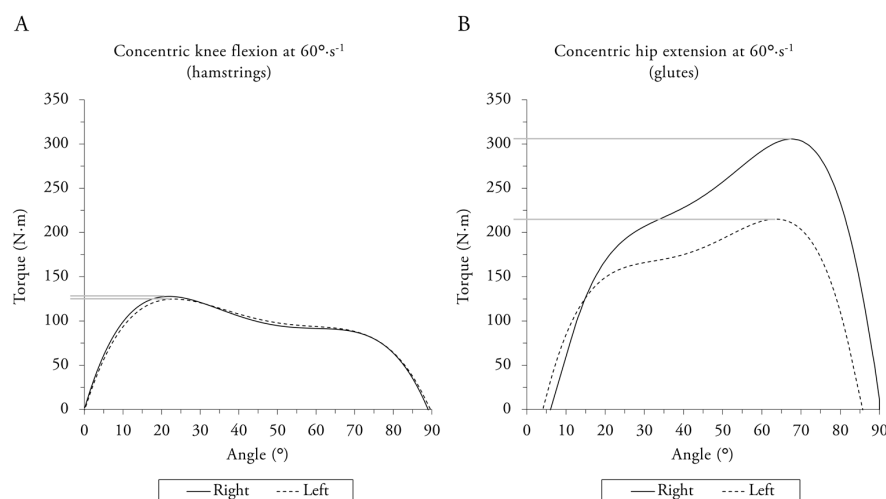 A
Concentric knee flexion at 60°·s-1
(hamstrings)
350
300
250
200
150
100
50
0
Torque (N·m)
0 10 20 30 40 50 60 70 80 90
Angle (°)
Right Left
B
Concentric hip extension at 60°·s-1
(glutes)
350
300
250
200
150
100
50
0
Torque (N·m)
0 10 20 30 40 50 60 70 80 90
Angle (°)
Right Left